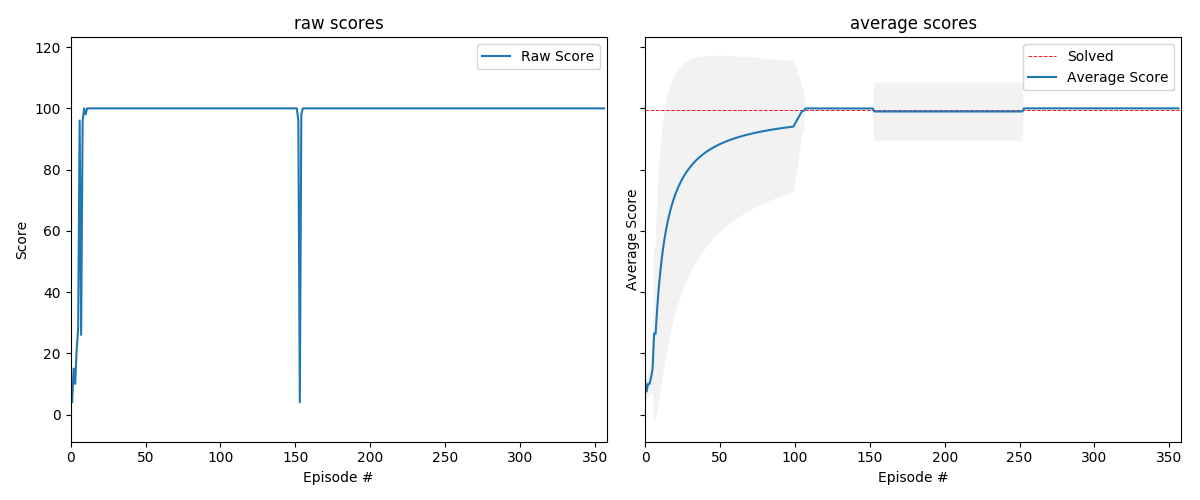 raw scores
Raw Score
Score
120
100
80
60
40
20
0
0 50 100 150 200 250 300 350
Episode #
average scores
Solved
Average Score
Average Score
0 50 100 150 200 250 300 350
Episode #